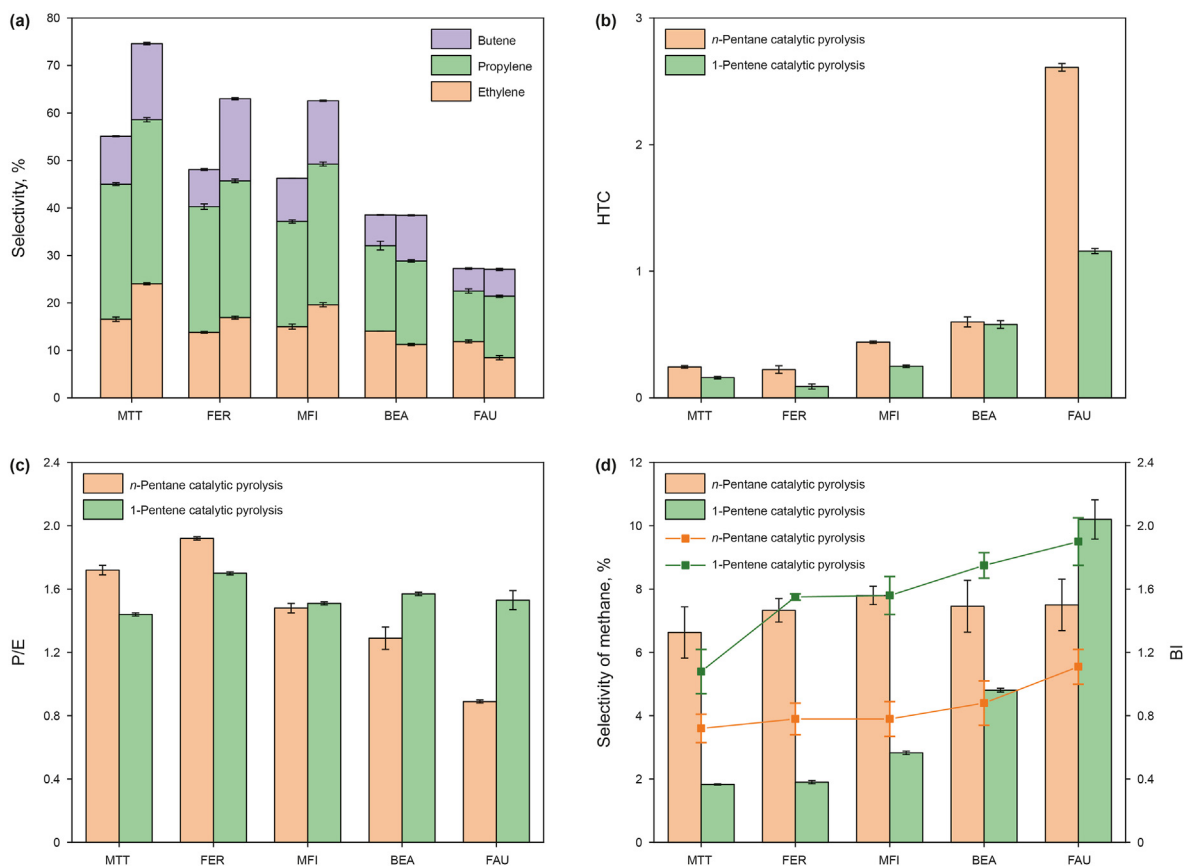 (a)
80
70
60
50
40
30
20
10
0
Selectivity, %
Butene
Propylene
Ethylene
MTT FER MFI BEA FAU
(b)
3
2
1
0
HTC
n-Pentane catalytic pyrolysis
1-Pentene catalytic pyrolysis
MTT FER MFI BEA FAU
(c)
2.4
2.0
1.6
1.2
0.8
0.4
0
P/E
n-Pentane catalytic pyrolysis
1-Pentene catalytic pyrolysis
MTT FER MFI BEA FAU
(d)
12
10
8
6
4
2
0
Selectivity of methane, %
n-Pentane catalytic pyrolysis
1-Pentene catalytic pyrolysis
n-Pentane catalytic pyrolysis
1-Pentene catalytic pyrolysis
2.4
2.0
1.6
1.2
0.8
0.4
0
BI
MTT FER MFI BEA FAU